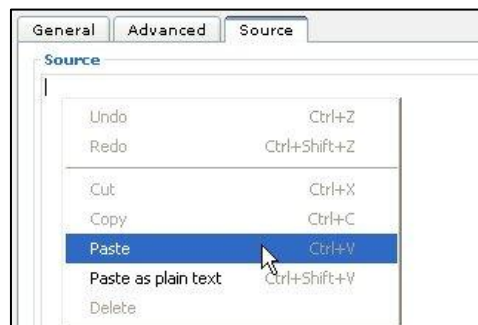 General Advanced Source
Source
Undo Ctrl+Z
Redo Ctrl+Shift+Z
Cut Ctrl+X
Copy Ctrl+C
Paste Ctrl+V
Paste as plain text Ctrl+Shift+V
Delete